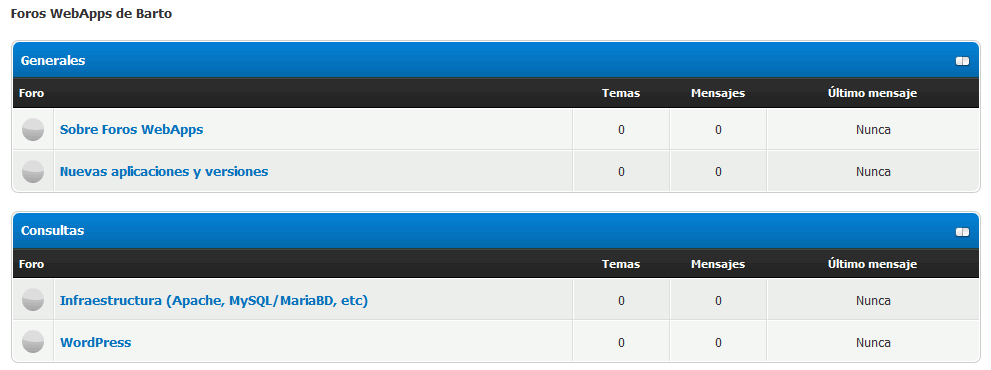 Foros WebApps de Barto
Generales
Foro Temas Mensajes Último mensaje
Sobre Foros WebApps 0 0 Nunca
Nuevas aplicaciones y versiones 0 0 Nunca
Consultas
Foro Temas Mensajes Último mensaje
Infraestructura (Apache, MySQL/MariaBD, etc) 0 0 Nunca
WordPress 0 0 Nunca